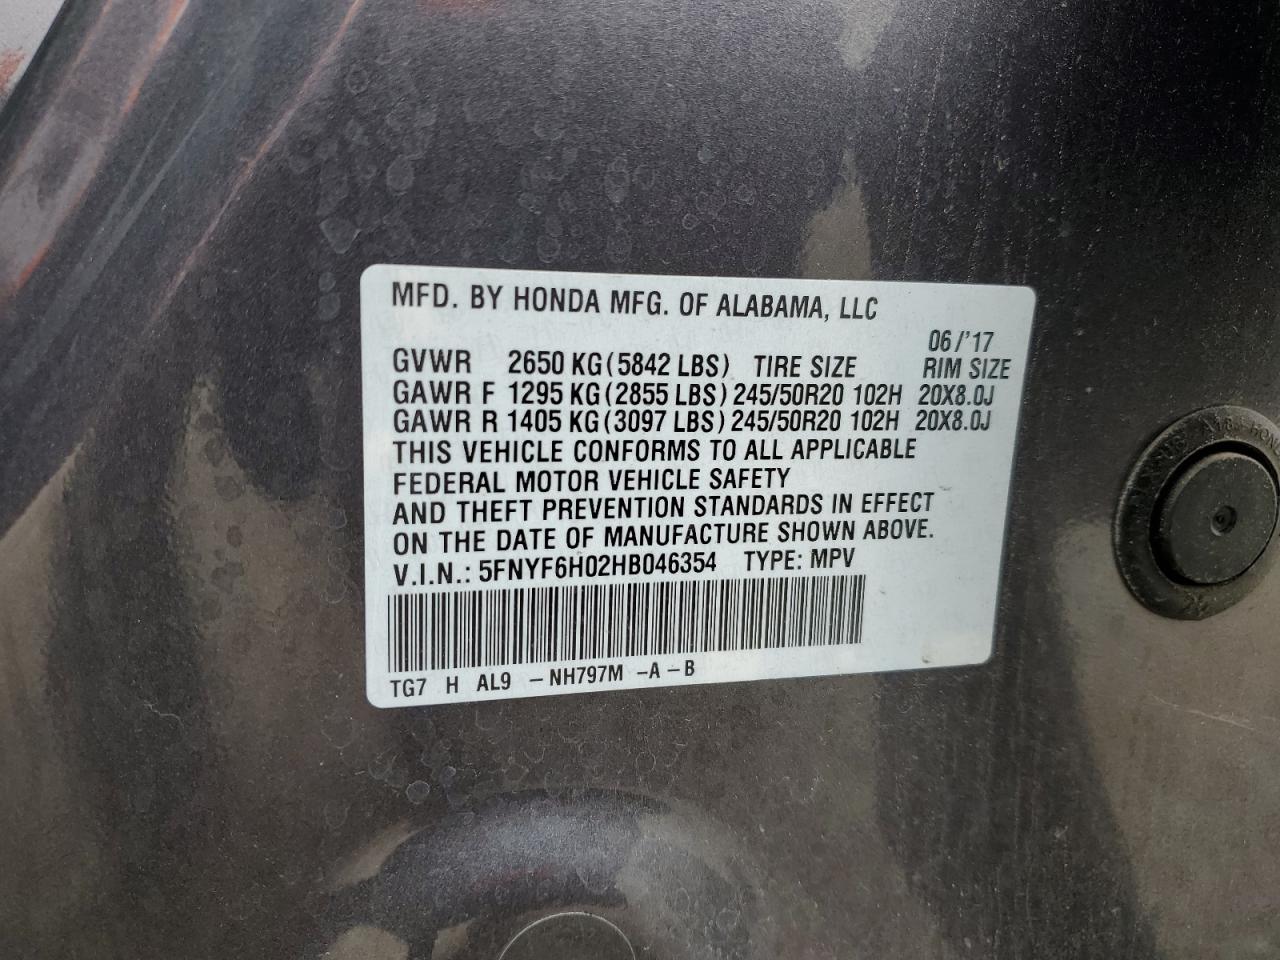 MFD. BY HONDA MFG. OF ALABAMA, LLC
06/'17
GVWR 2650 KG (5842 LBS) TIRE SIZE RIM SIZE
GAWR F 1295 KG (2855 LBS) 245/50R20 102H 20X8.0J
GAWR R 1405 KG (3097 LBS) 245/50R20 102H 20X8.0J
THIS VEHICLE CONFORMS TO ALL APPLICABLE
FEDERAL MOTOR VEHICLE SAFETY
AND THEFT PREVENTION STANDARDS IN EFFECT
ON THE DATE OF MANUFACTURE SHOWN ABOVE.
V.I.N.: 5FNYF6H02HB046354 TYPE: MPV
TG7 H AL9 -NH797M -A -B